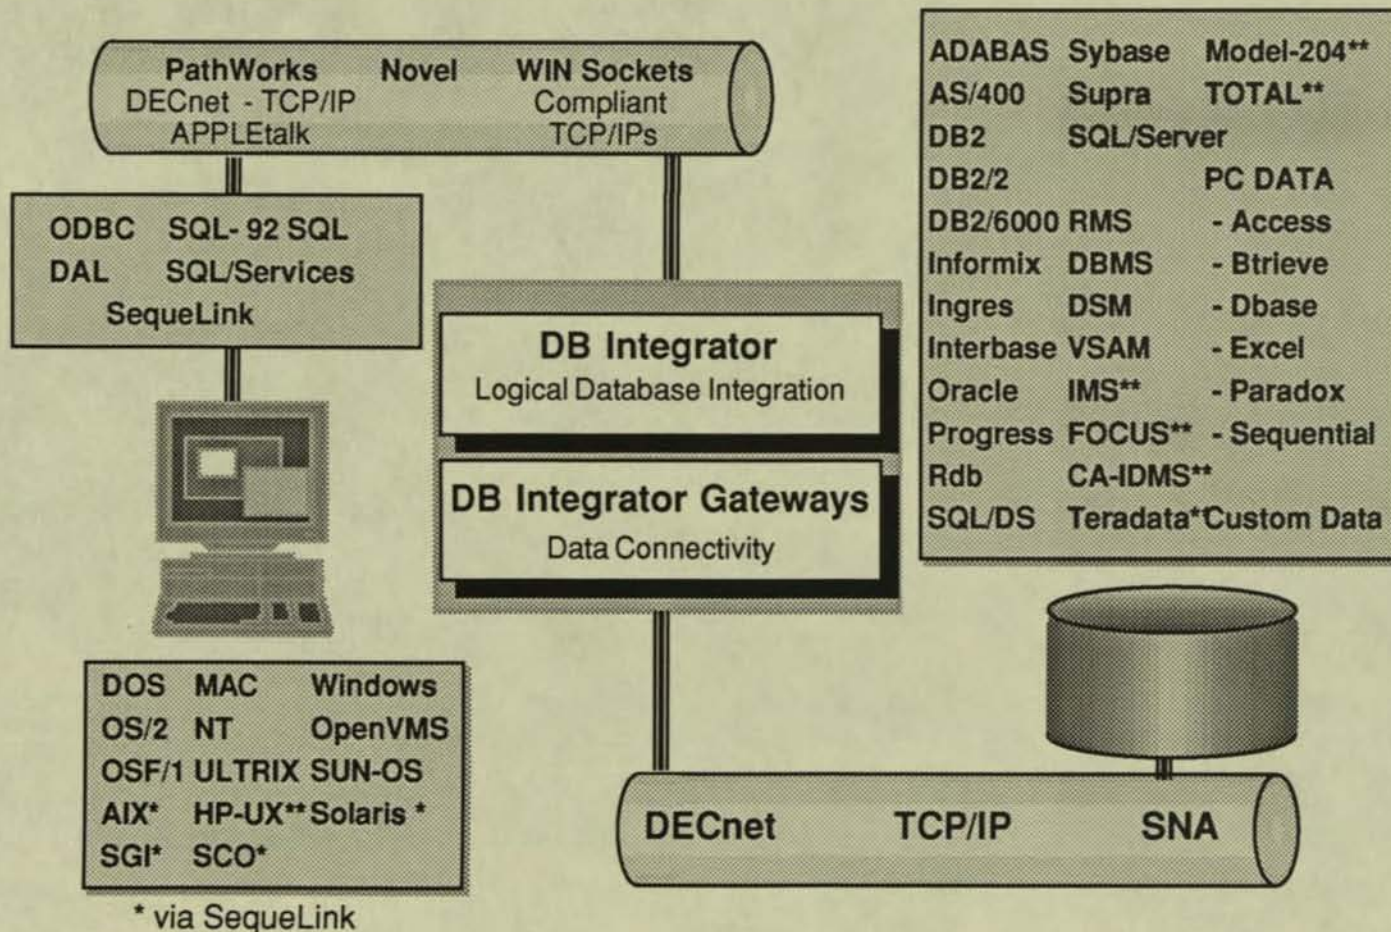 PathWorks Novel WIN Sockets
DECnet - TCP/IP Compliant
APPLEtalk TCP/IPs
ODBC SQL- 92 SQL
DAL SQL/Services
SequeLink
DB Integrator
Logical Database Integration
DB Integrator Gateways
Data Connectivity
ADABAS Sybase Model-204**
AS/400 Supra TOTAL**
DB2 SQL/Server
DB2/2 PC DATA
DB2/6000 RMS - Access
Informix DBMS - Btrieve
Ingres DSM - Dbase
Interbase VSAM - Excel
Oracle IMS** - Paradox
Progress FOCUS** - Sequential
Rdb CA-IDMS**
SQL/DS Teradata** Custom Data
DOS MAC Windows
OS/2 NT OpenVMS
OSF/1 ULTRIX SUN-OS
AIX* HP-UX** Solaris *
SGI* SCO*
* via SequeLink
DECnet TCP/IP SNA